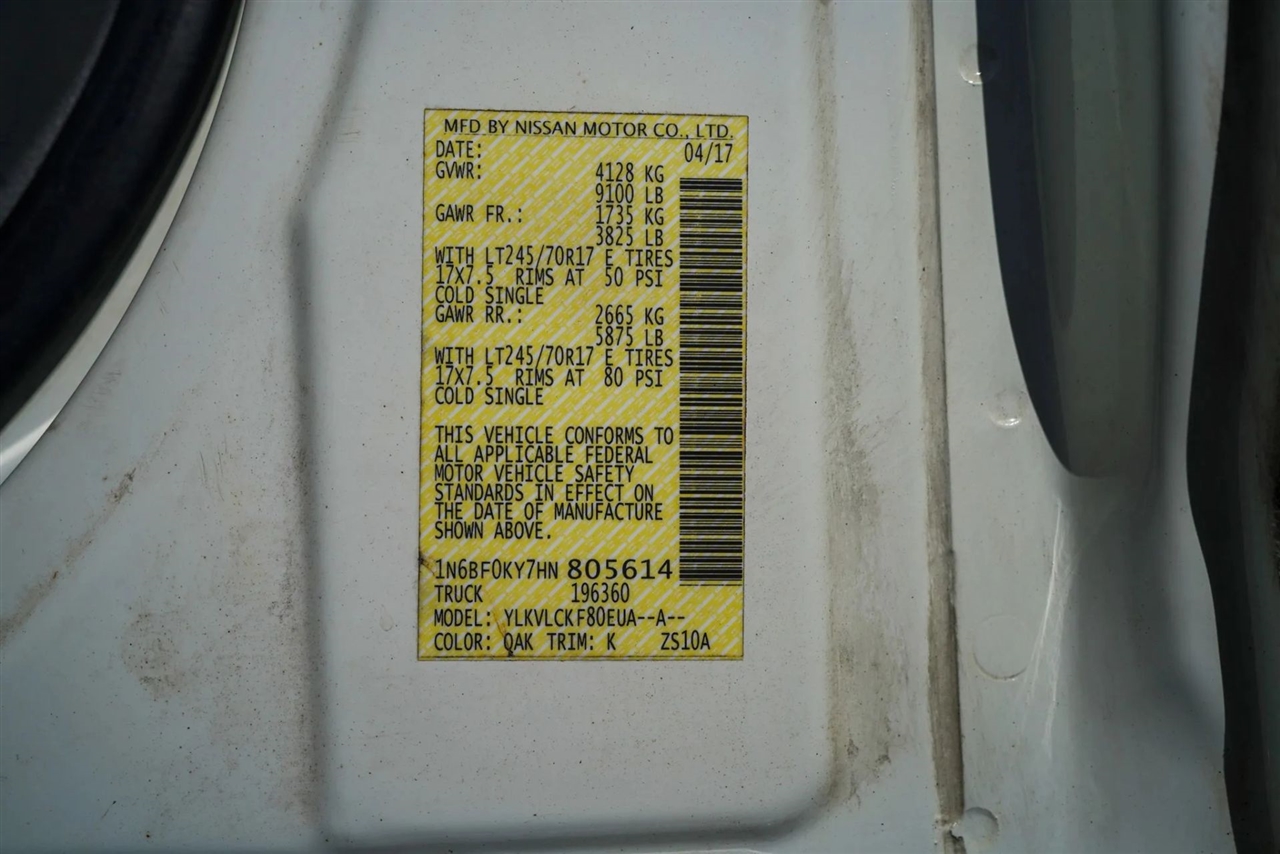 MFD BY NISSAN MOTOR CO., LTD.
DATE: 04/17
GVWR: 4128 KG
9100 LB
GAWR FR.: 1735 KG
3825 LB
WITH LT245/70R17 E TIRES
17X7.5 RIMS AT 50 PSI
COLD SINGLE
GAWR RR.: 2665 KG
5875 LB
WITH LT245/70R17 E TIRES
17X7.5 RIMS AT 80 PSI
COLD SINGLE
THIS VEHICLE CONFORMS TO
ALL APPLICABLE FEDERAL
MOTOR VEHICLE SAFETY
STANDARDS IN EFFECT ON
THE DATE OF MANUFACTURE
SHOWN ABOVE.
1N6BF0KY7HN 805614
TRUCK 196360
MODEL: YLKVLCKF80EUA--A--
COLOR: QAK TRIM: K ZS10A